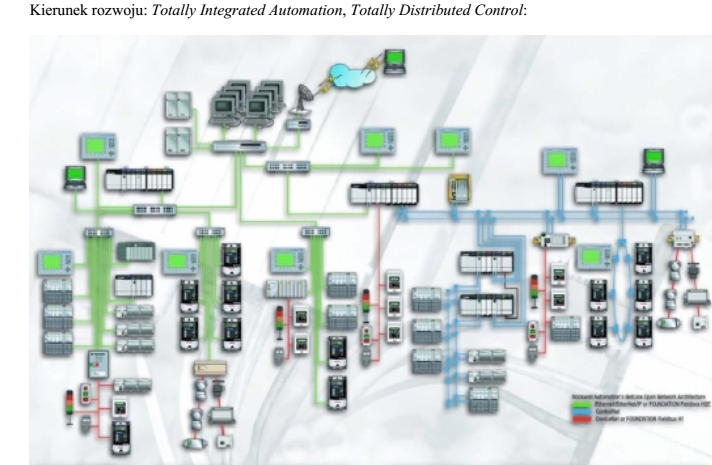 Kierunek rozwoju: Totally Integrated Automation, Totally Distributed Control:
Rockwell Automation's NetLinx Open Network Architecture
Ethernet/EtherNet/IP or FOUNDATION Fieldbus HSE
ControlNet
DeviceNet or FOUNDATION Fieldbus H1